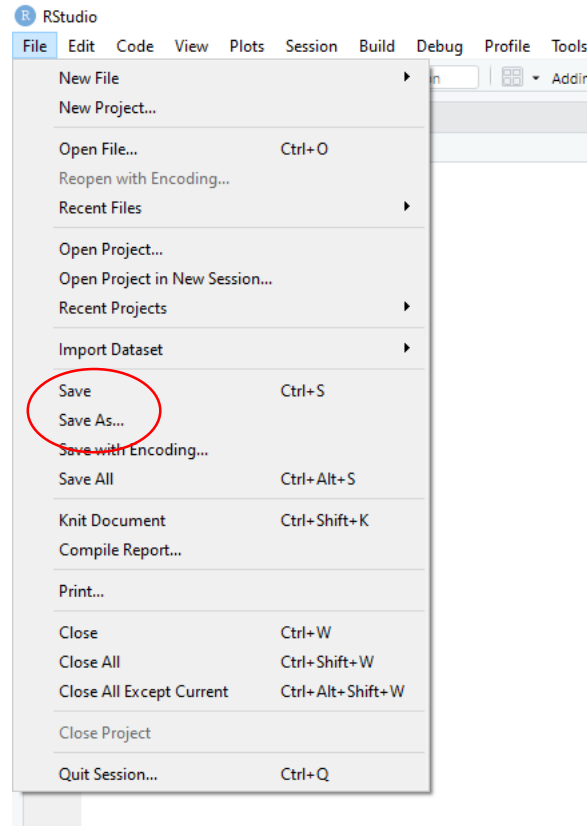 R RStudio
File Edit Code View Plots Session Build Debug Profile Tools
New File
Addin
New Project...
Open File... Ctrl+O
Reopen with Encoding...
Recent Files
Open Project...
Open Project in New Session...
Recent Projects
Import Dataset
Save Ctrl+S
Save As...
Save with Encoding...
Save All Ctrl+Alt+S
Knit Document Ctrl+Shift+K
Compile Report...
Print...
Close Ctrl+W
Close All Ctrl+Shift+W
Close All Except Current Ctrl+Alt+Shift+W
Close Project
Quit Session... Ctrl+Q